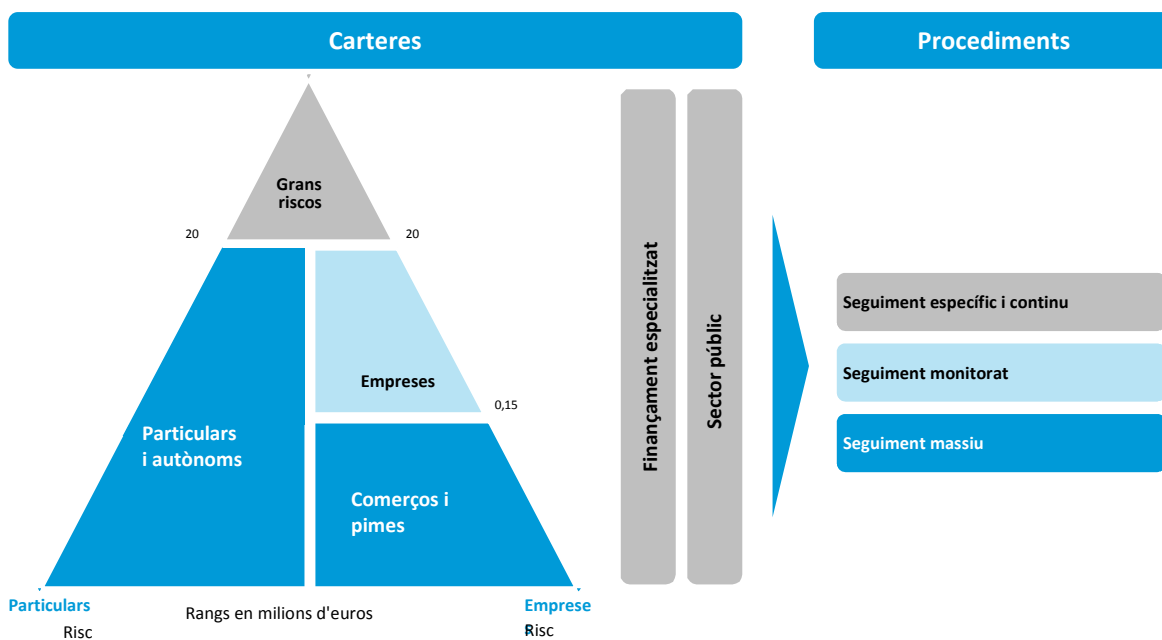 Carteres
Procediments
Grans
riscos
20
20
Empreses
0,15
Particulars
i autònoms
Comerços i
pimes
Finançament especialitzat
Sector públic
Seguiment específic i continu
Seguiment monitorat
Seguiment massiu
Particulars
Risc
Rangs en milions d'euros
Emprese
s
Risc